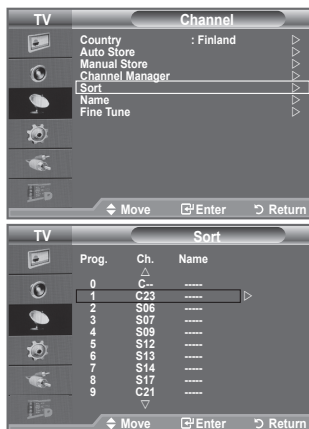 TV Channel
Country : Finland
Auto Store
Manual Store
Channel Manager
Sort
Name
Fine Tune
Move Enter Return
TV Sort
Prog. Ch. Name
0 C-- -----
1 C23 -----
2 S06 -----
3 S07 -----
4 S09 -----
5 S12 -----
6 S13 -----
7 S14 -----
8 S17 -----
9 C21 -----
Move Enter Return